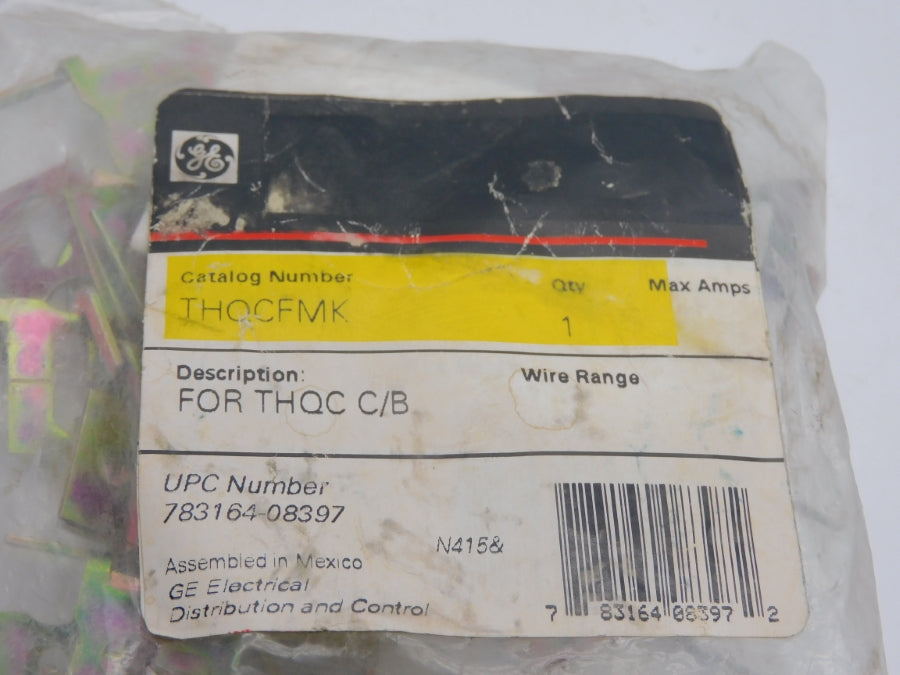 GE
Catalog Number Qty Max Amps
THQCFMK 1
Description: Wire Range
FOR THQC C/B
UPC Number
783164-08397
N415&
Assembled in Mexico
GE Electrical
Distribution and Control
7 83164 08397 2